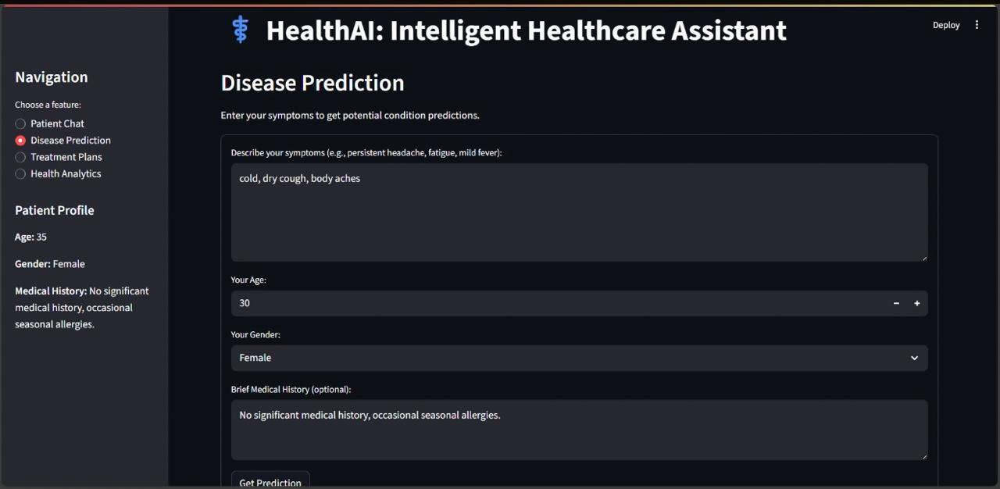 HealthAI: Intelligent Healthcare Assistant
Deploy
Navigation
Choose a feature:
Patient Chat
Disease Prediction
Treatment Plans
Health Analytics
Patient Profile
Age: 35
Gender: Female
Medical History: No significant
medical history, occasional
seasonal allergies.
Disease Prediction
Enter your symptoms to get potential condition predictions.
Describe your symptoms (e.g., persistent headache, fatigue, mild fever):
cold, dry cough, body aches
Your Age:
30
Your Gender:
Female
Brief Medical History (optional):
No significant medical history, occasional seasonal allergies.
Get Prediction